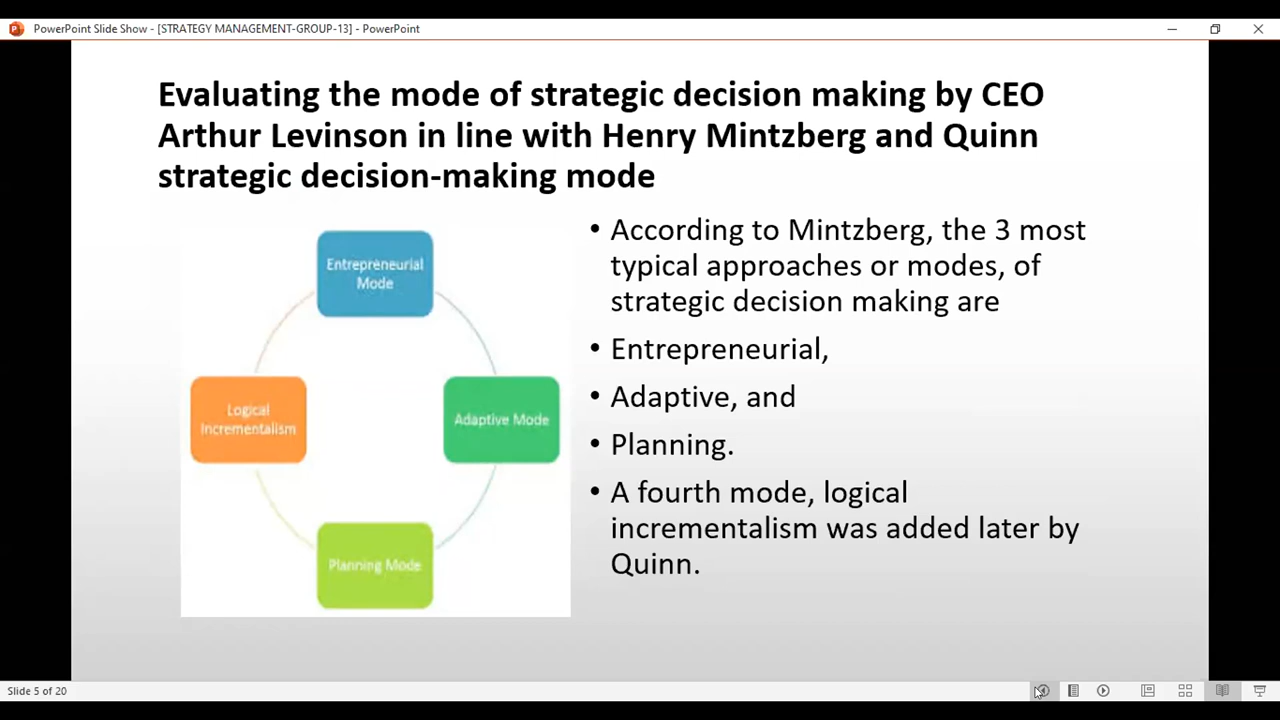 PowerPoint Slide Show - [STRATEGY MANAGEMENT-GROUP-13] - PowerPoint
Evaluating the mode of strategic decision making by CEO
Arthur Levinson in line with Henry Mintzberg and Quinn
strategic decision-making mode
Entrepreneurial
Mode
Logical
Incrementalism
Adaptive Mode
Planning Mode
• According to Mintzberg, the 3 most
typical approaches or modes, of
strategic decision making are
• Entrepreneurial,
• Adaptive, and
• Planning.
• A fourth mode, logical
incrementalism was added later by
Quinn.
Slide 5 of 20